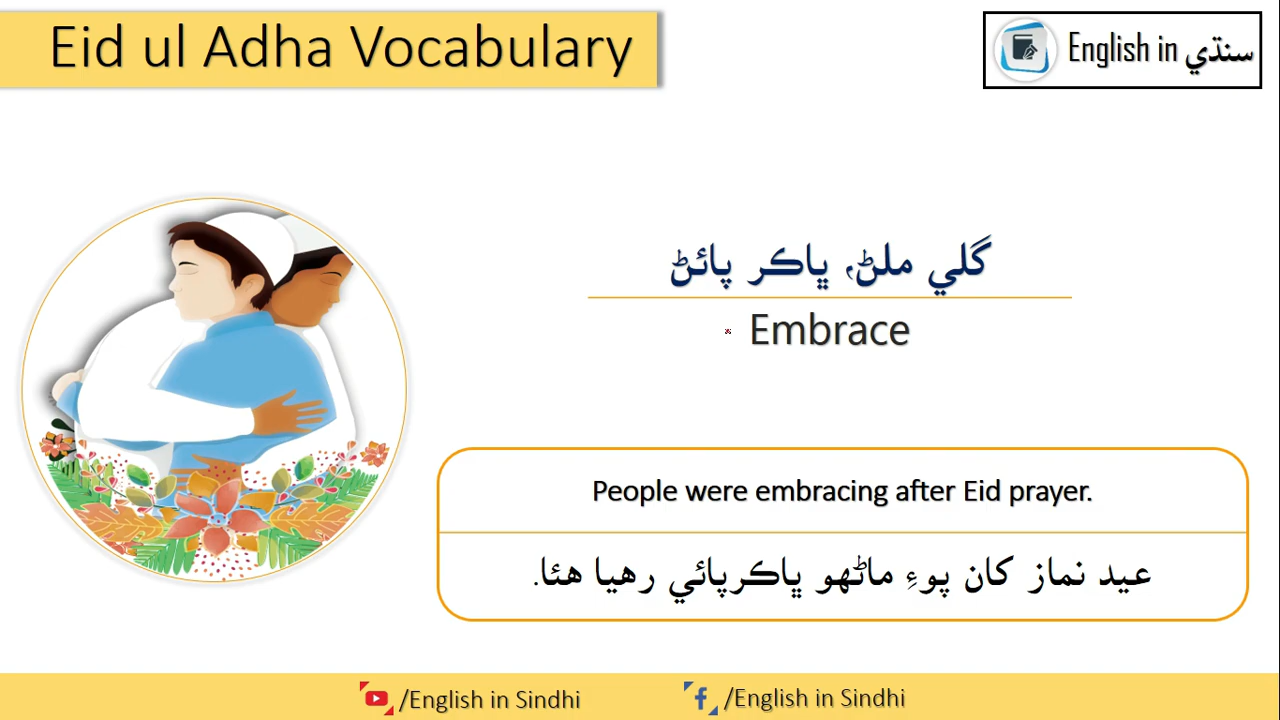 Eid ul Adha Vocabulary
English in سنڌي
گلي ملڻ، ڀاڪر پائڻ
Embrace
People were embracing after Eid prayer.
عيد نماز کان پوءِ ماڻهو ڀاڪرپائي رهيا هئا.
/English in Sindhi
/English in Sindhi